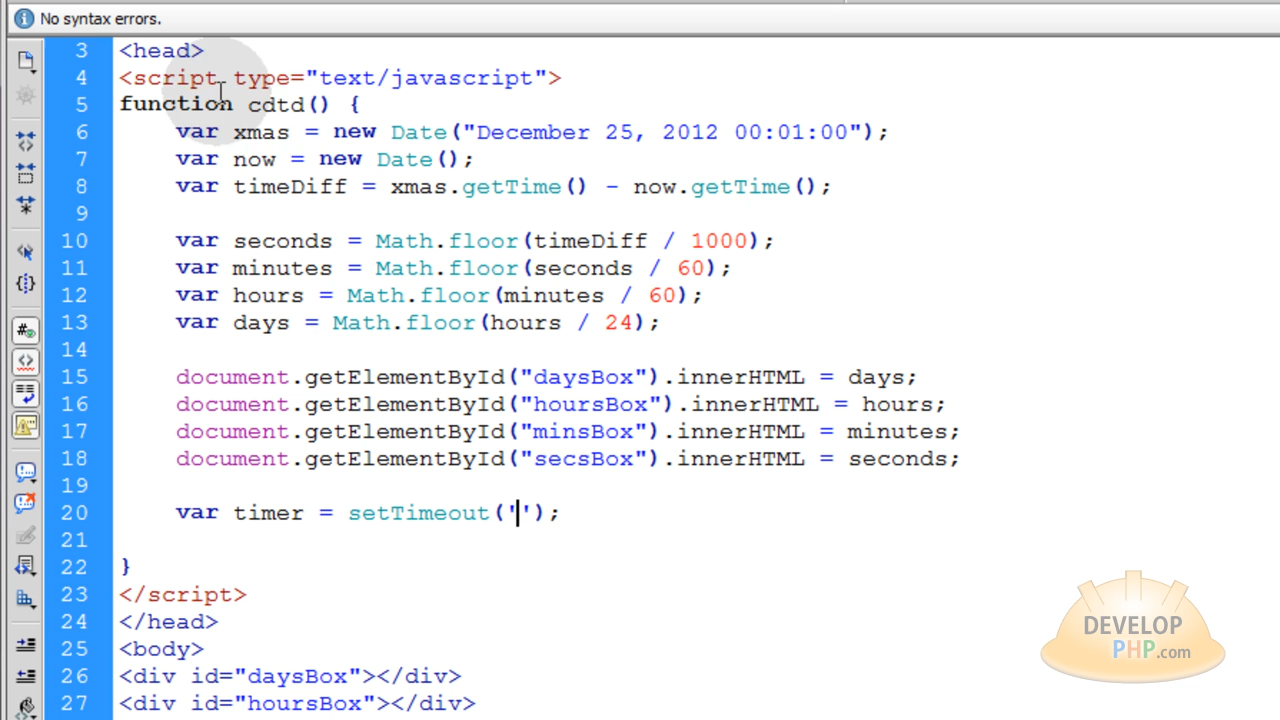 No syntax errors.
3 <head>
4 <script type="text/javascript">
5 function cdtd() {
6 var xmas = new Date("December 25, 2012 00:01:00");
7 var now = new Date();
8 var timeDiff = xmas.getTime() - now.getTime();
9
10 var seconds = Math.floor(timeDiff / 1000);
11 var minutes = Math.floor(seconds / 60);
12 var hours = Math.floor(minutes / 60);
13 var days = Math.floor(hours / 24);
14
15 document.getElementById("daysBox").innerHTML = days;
16 document.getElementById("hoursBox").innerHTML = hours;
17 document.getElementById("minsBox").innerHTML = minutes;
18 document.getElementById("secsBox").innerHTML = seconds;
19
20 var timer = setTimeout('');
21
22 }
23 </script>
24 </head>
25 <body>
26 <div id="daysBox"></div>
27 <div id="hoursBox"></div>
DEVELOP
PHP.com